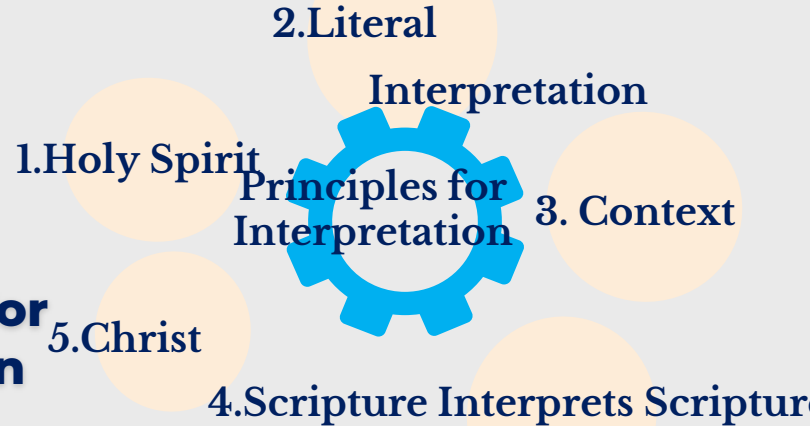 2.Literal
Interpretation
1.Holy Spirit
Principles for
Interpretation
3. Context
or
n
5.Christ
4.Scripture Interprets Scripture